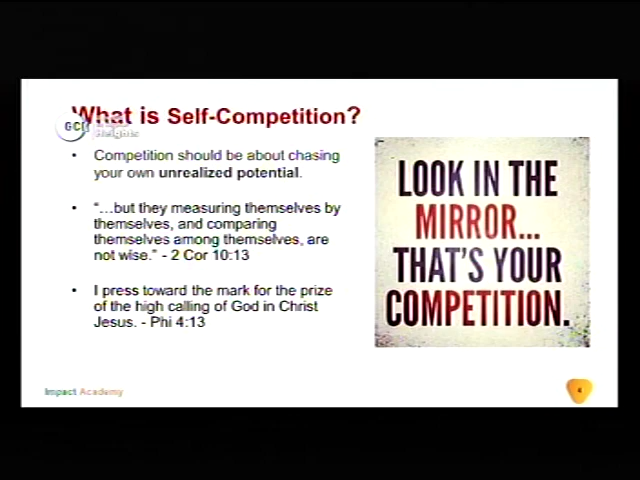 What is Self-Competition?
GCI
Heights
• Competition should be about chasing
your own unrealized potential.
• “…but they measuring themselves by
themselves, and comparing
themselves among themselves, are
not wise.” - 2 Cor 10:13
• I press toward the mark for the prize
of the high calling of God in Christ
Jesus. - Phi 4:13
LOOK IN THE
MIRROR...
THAT'S YOUR
COMPETITION.
Impact Academy
4